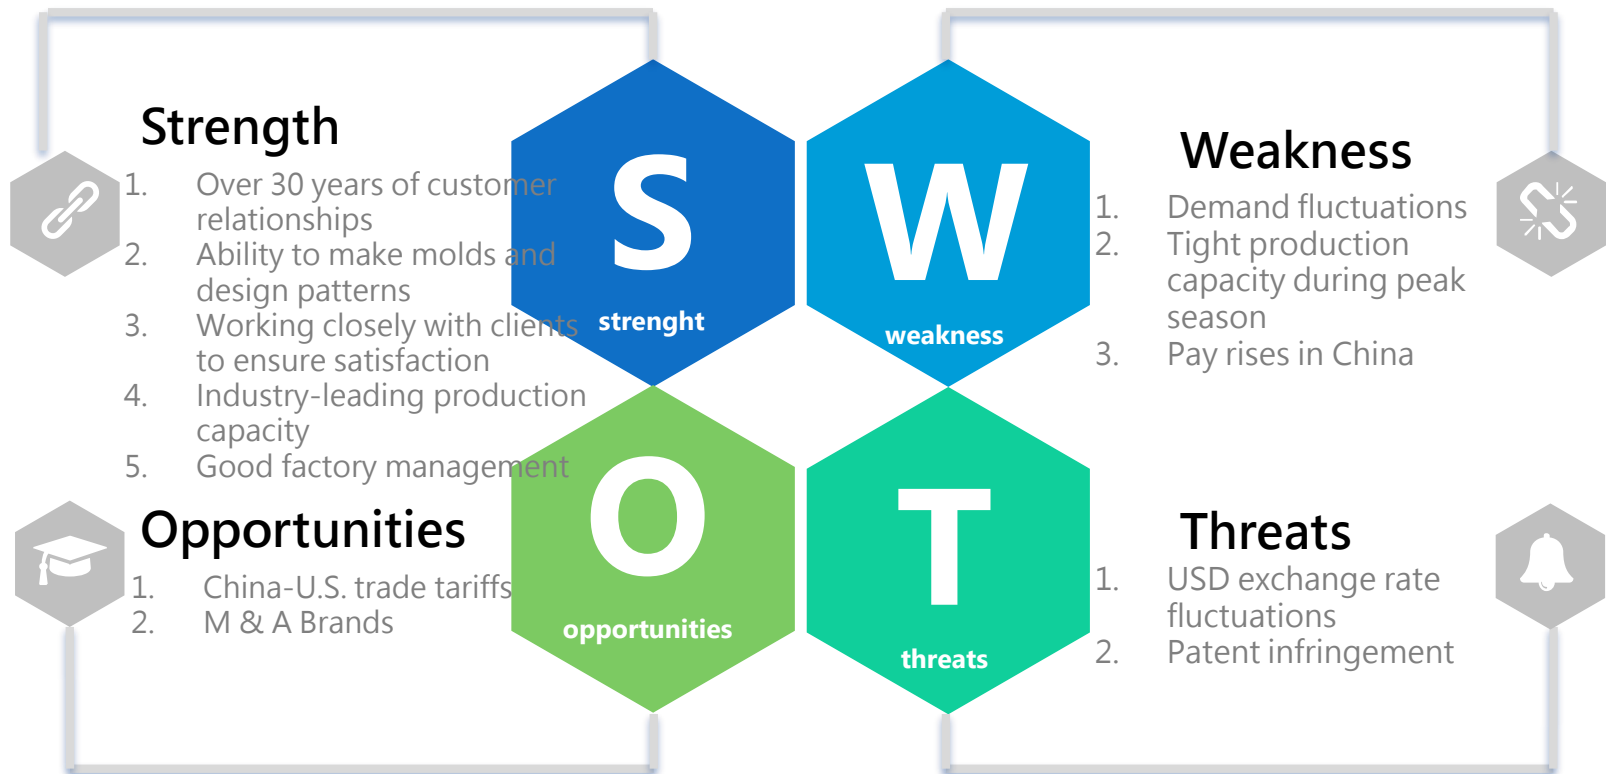 Strength
1. Over 30 years of customer
relationships
2. Ability to make molds and
design patterns
3. Working closely with clients
to ensure satisfaction
4. Industry-leading production
capacity
5. Good factory management
S
strenght
W
weakness
Weakness
1. Demand fluctuations
2. Tight production
capacity during peak
season
3. Pay rises in China
Opportunities
1. China-U.S. trade tariffs
2. M & A Brands
O
opportunities
T
threats
Threats
1. USD exchange rate
fluctuations
2. Patent infringement